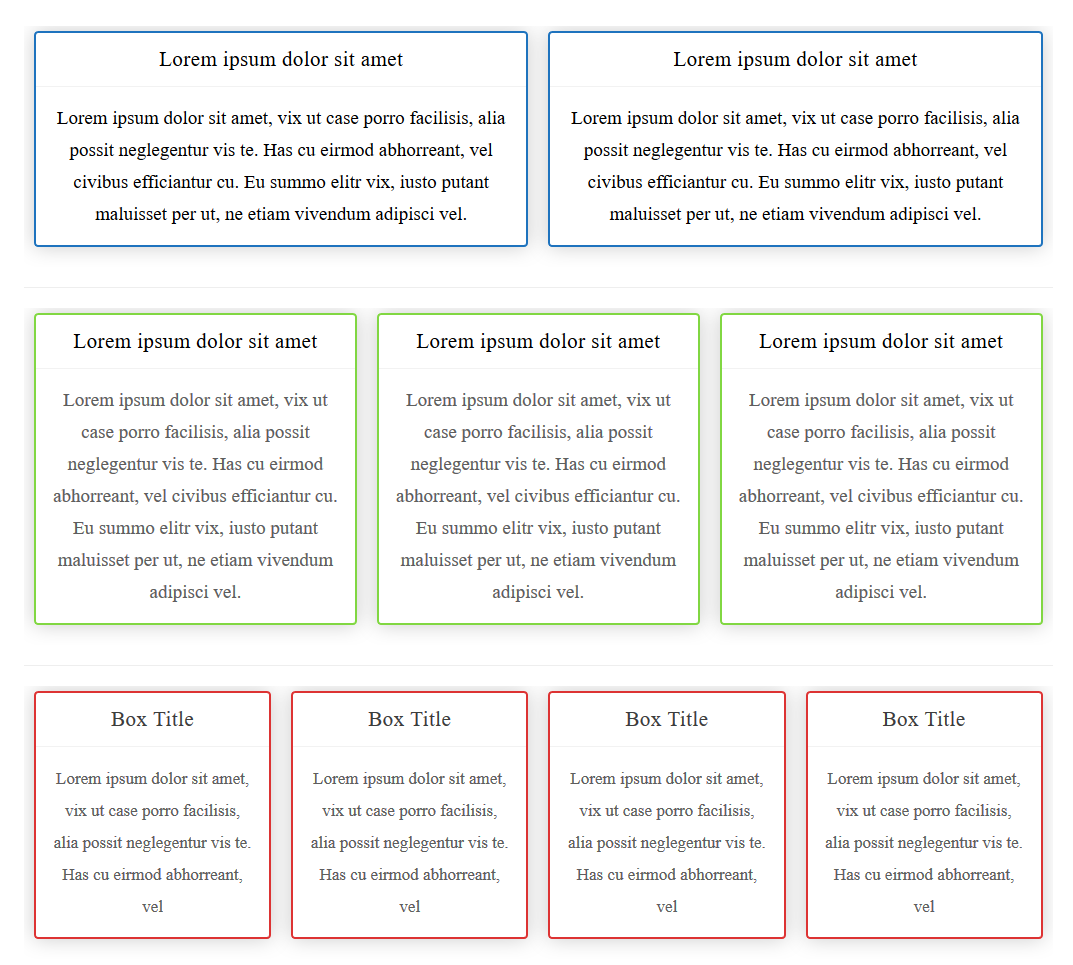 Lorem ipsum dolor sit amet
Lorem ipsum dolor sit amet, vix ut case porro facilisis, alia
possit neglegentur vis te. Has cu eirmod abhorreant, vel
civibus efficiantur cu. Eu summo elitr vix, iusto putant
maluisset per ut, ne etiam vivendum adipisci vel.
Lorem ipsum dolor sit amet
Lorem ipsum dolor sit amet, vix ut case porro facilisis, alia
possit neglegentur vis te. Has cu eirmod abhorreant, vel
civibus efficiantur cu. Eu summo elitr vix, iusto putant
maluisset per ut, ne etiam vivendum adipisci vel.
Lorem ipsum dolor sit amet
Lorem ipsum dolor sit amet, vix ut
case porro facilisis, alia possit
neglegentur vis te. Has cu eirmod
abhorreant, vel civibus efficiantur cu.
Eu summo elitr vix, iusto putant
maluisset per ut, ne etiam vivendum
adipisci vel.
Lorem ipsum dolor sit amet
Lorem ipsum dolor sit amet, vix ut
case porro facilisis, alia possit
neglegentur vis te. Has cu eirmod
abhorreant, vel civibus efficiantur cu.
Eu summo elitr vix, iusto putant
maluisset per ut, ne etiam vivendum
adipisci vel.
Lorem ipsum dolor sit amet
Lorem ipsum dolor sit amet, vix ut
case porro facilisis, alia possit
neglegentur vis te. Has cu eirmod
abhorreant, vel civibus efficiantur cu.
Eu summo elitr vix, iusto putant
maluisset per ut, ne etiam vivendum
adipisci vel.
Box Title
Lorem ipsum dolor sit amet,
vix ut case porro facilisis,
alia possit neglegentur vis te.
Has cu eirmod abhorreant,
vel
Box Title
Lorem ipsum dolor sit amet,
vix ut case porro facilisis,
alia possit neglegentur vis te.
Has cu eirmod abhorreant,
vel
Box Title
Lorem ipsum dolor sit amet,
vix ut case porro facilisis,
alia possit neglegentur vis te.
Has cu eirmod abhorreant,
vel
Box Title
Lorem ipsum dolor sit amet,
vix ut case porro facilisis,
alia possit neglegentur vis te.
Has cu eirmod abhorreant,
vel